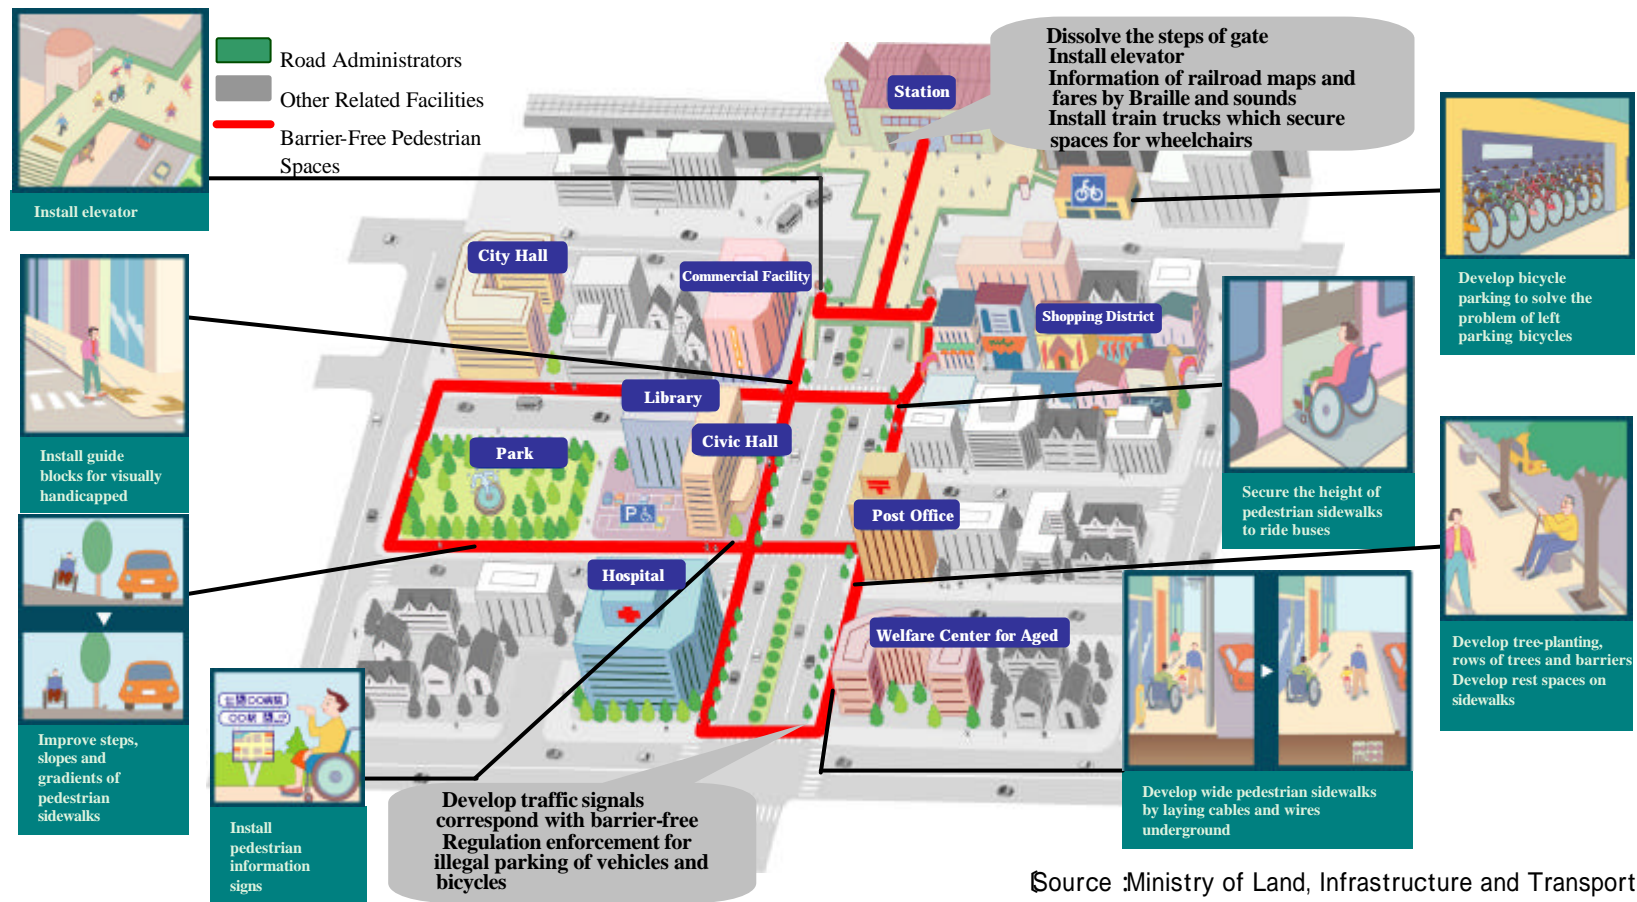 Road Administrators
Other Related Facilities
Barrier-Free Pedestrian
Spaces
Install elevator
Dissolve the steps of gate
Install elevator
Information of railroad maps and
fares by Braille and sounds
Install train trucks which secure
spaces for wheelchairs
Station
City Hall
Commercial Facility
Shopping District
Library
Civic Hall
Park
P
Post Office
Hospital
Welfare Center for Aged
Develop bicycle
parking to solve the
problem of left
parking bicycles
Install guide
blocks for visually
handicapped
Secure the height of
pedestrian sidewalks
to ride buses
Improve steps,
slopes and
gradients of
pedestrian
sidewalks
Develop tree-planting,
rows of trees and barriers
Develop rest spaces on
sidewalks
Install
pedestrian
information
signs
Develop traffic signals
correspond with barrier-free
Regulation enforcement for
illegal parking of vehicles and
bicycles
Develop wide pedestrian sidewalks
by laying cables and wires
underground
Source :Ministry of Land, Infrastructure and Transport